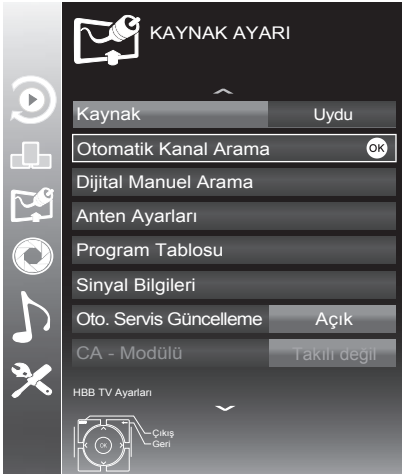 KAYNAK AYARI
Kaynak Uydu
Otomatik Kanal Arama OK
Dijital Manuel Arama
Anten Ayarları
Program Tablosu
Sinyal Bilgileri
Oto. Servis Güncelleme Açık
CA - Modülü Takılı değil
HBB TV Ayarları
Çıkış
Geri
OK